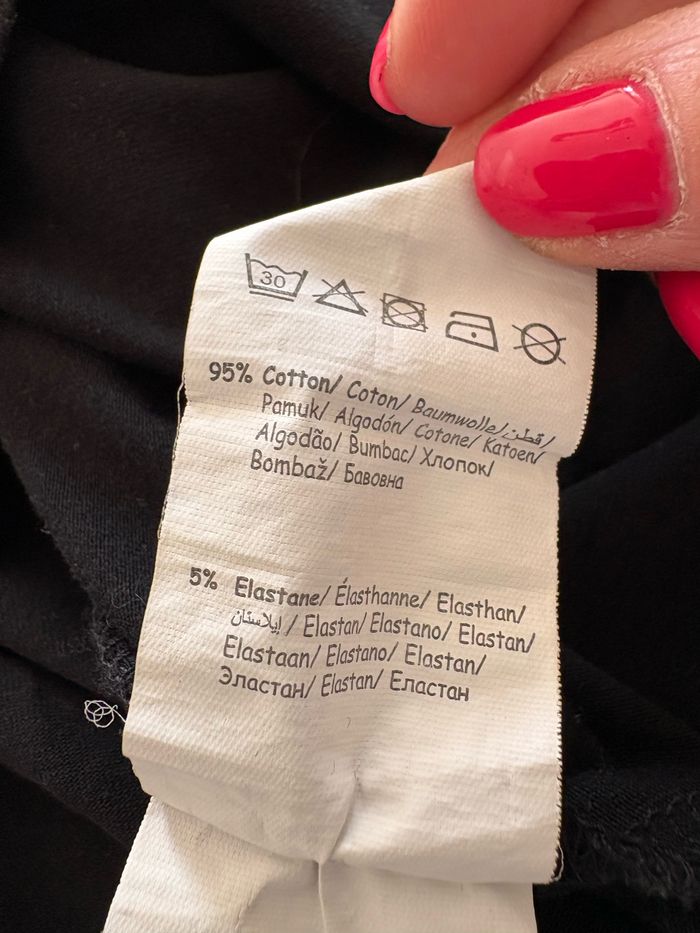 30
95% Cotton/ Coton/ Baumwolle/ قطن/
Pamuk/ Algodón/ Cotone/ Katoen/
Algodão/ Bumbac/ Хлопок/
Bombaž/ Бавовна
5% Elastane/ Élasthanne/ Elasthan/
إيلاستان/ Elastan/ Elastano/ Elastan/
Elastaan/ Elastano/ Elastan/
Эластан/ Elastan/ Еластан